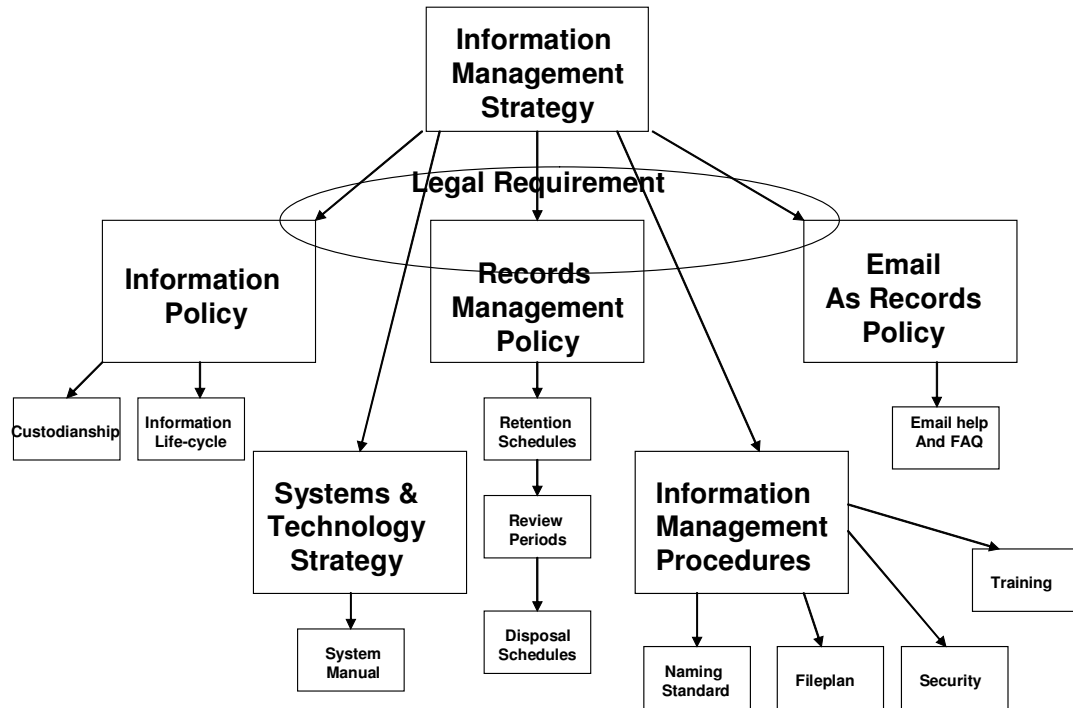 Information
Management
Strategy
Legal Requirement
Information
Policy
Records
Management
Policy
Email
As Records
Policy
Custodianship
Information
Life-cycle
Retention
Schedules
Email help
And FAQ
Systems &
Technology
Strategy
Review
Periods
Information
Management
Procedures
Training
System
Manual
Disposal
Schedules
Naming
Standard
Fileplan
Security